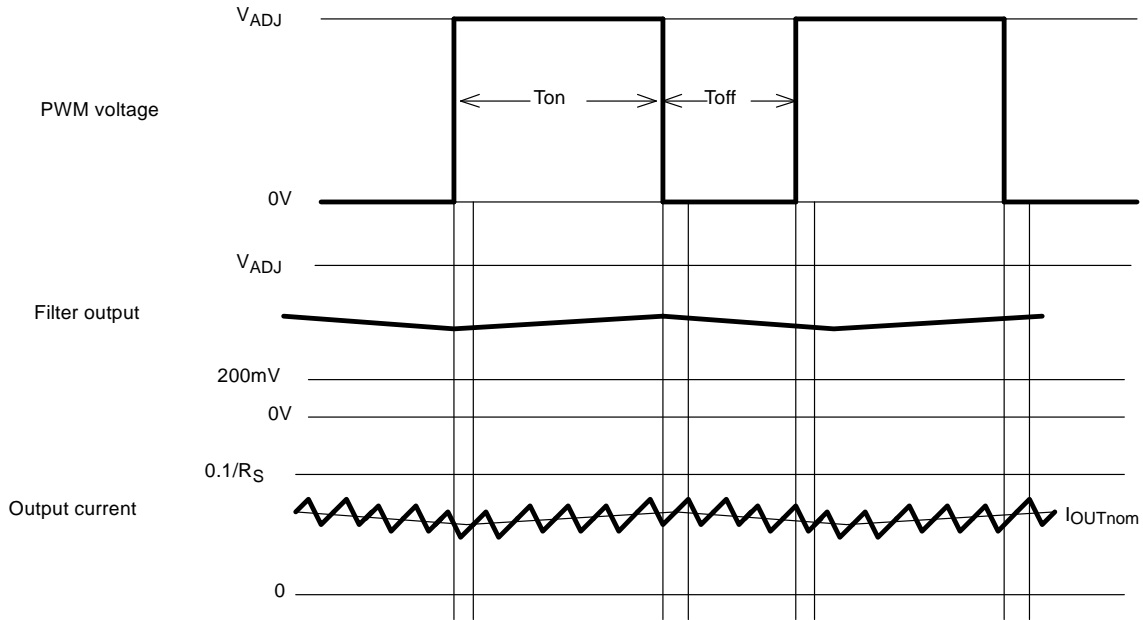 VADJ
Ton
Toff
PWM voltage
0V
VADJ
Filter output
200mV
0V
0.1/RS
Output current
IOUTnom
0